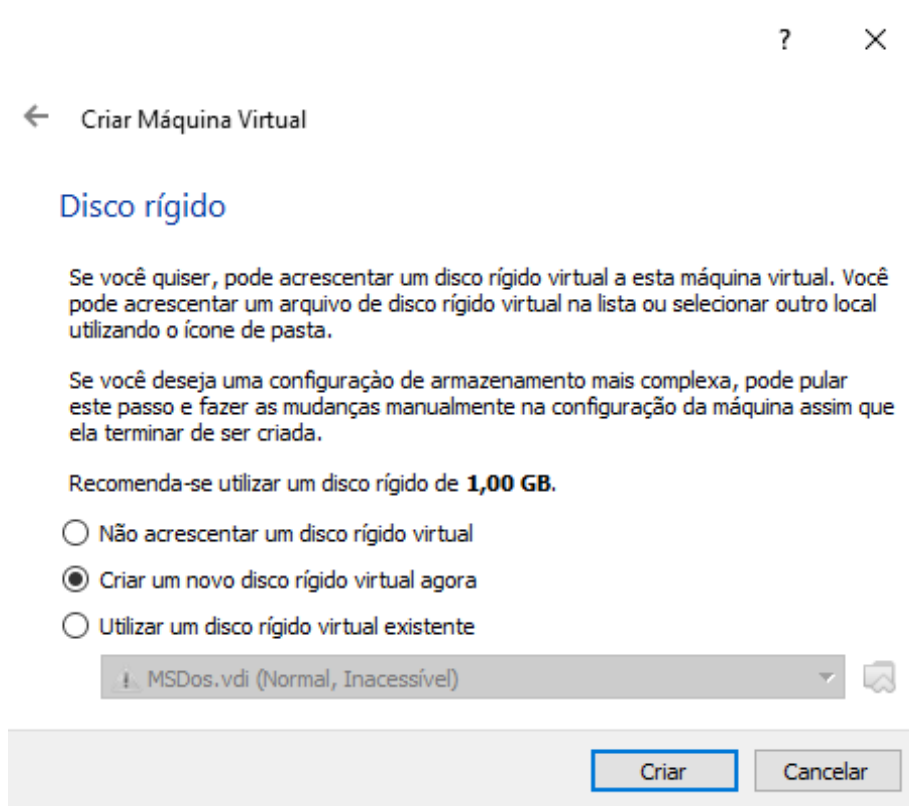 ?
Criar Máquina Virtual
Disco rígido
Se você quiser, pode acrescentar um disco rígido virtual a esta máquina virtual. Você
pode acrescentar um arquivo de disco rígido virtual na lista ou selecionar outro local
utilizando o ícone de pasta.
Se você deseja uma configuraçào de armazenamento mais complexa, pode pular
este passo e fazer as mudanças manualmente na configuração da máquina assim que
ela terminar de ser criada.
Recomenda-se utilizar um disco rígido de 1,00 GB.
Não acrescentar um disco rígido virtual
Criar um novo disco rígido virtual agora
Utilizar um disco rígido virtual existente
MSDos.vdi (Normal, Inacessível)
Criar Cancelar